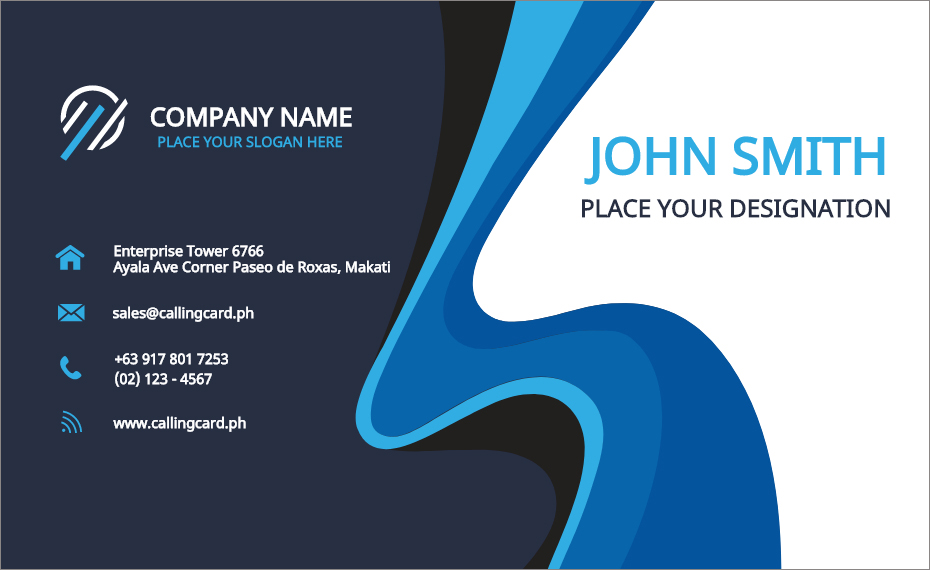 COMPANY NAME
PLACE YOUR SLOGAN HERE
JOHN SMITH
PLACE YOUR DESIGNATION
Enterprise Tower 6766
Ayala Ave Corner Paseo de Roxas, Makati
sales@callingcard.ph
+63 917 801 7253
(02) 123 - 4567
www.callingcard.ph